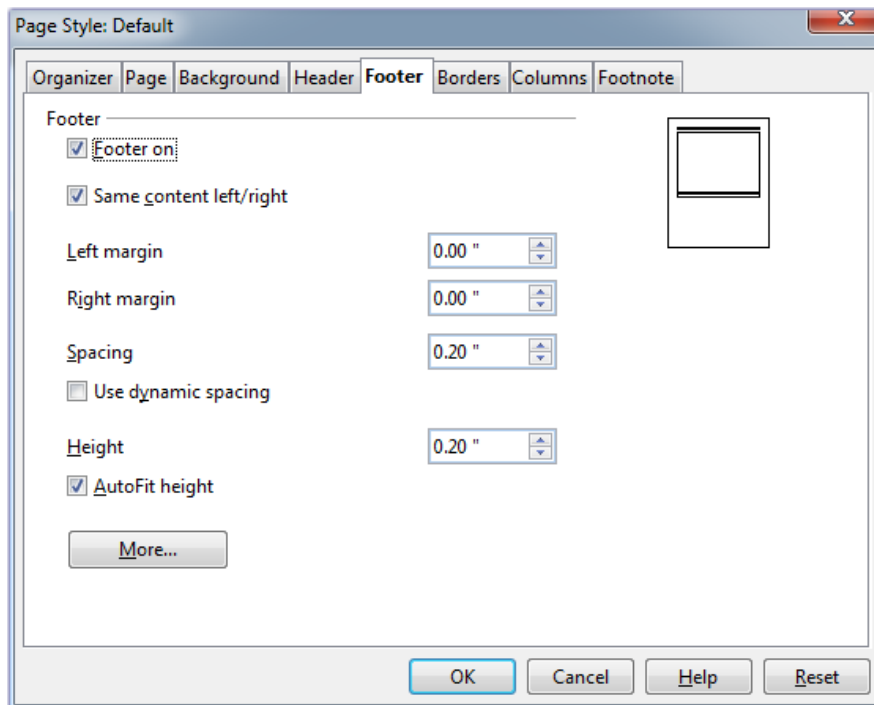 Page Style: Default
Organizer Page Background Header Footer Borders Columns Footnote
Footer
Footer on
Same content left/right
Left margin 0.00 "
Right margin 0.00 "
Spacing 0.20 "
Use dynamic spacing
Height 0.20 "
AutoFit height
More...
OK Cancel Help Reset